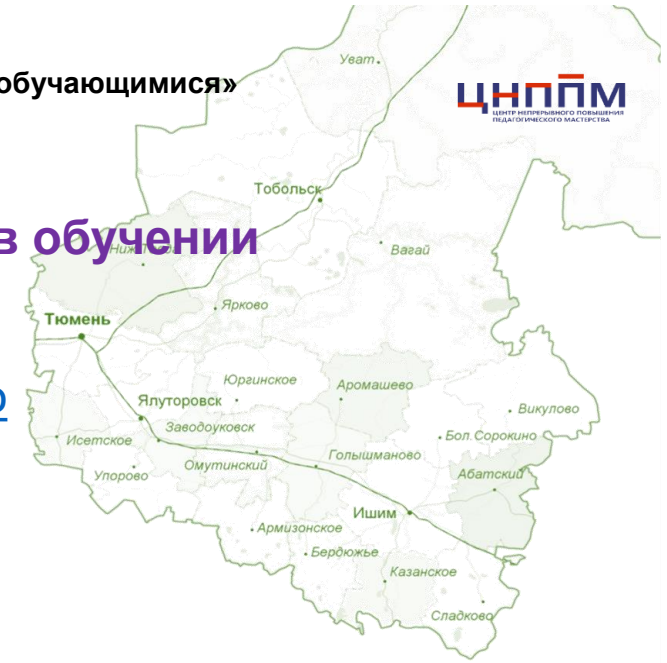 обучающимися»
ЦНППМ
ЦЕНТР НЕПРЕРЫВНОГО ПОВЫШЕНИЯ
ПЕДАГОГИЧЕСКОГО МАСТЕРСТВА
в обучении
Уват
Тобольск
Вагай
Ярково
Тюмень
Юргинское
Аромашево
Ялуторовск
Викулово
Заводоуковск
Бол.Сорокино
Исетское
Омутинский
Голышманово
Упорово
Абатский
Ишим
Армизонское
Бердюжье
Казанское
Сладково